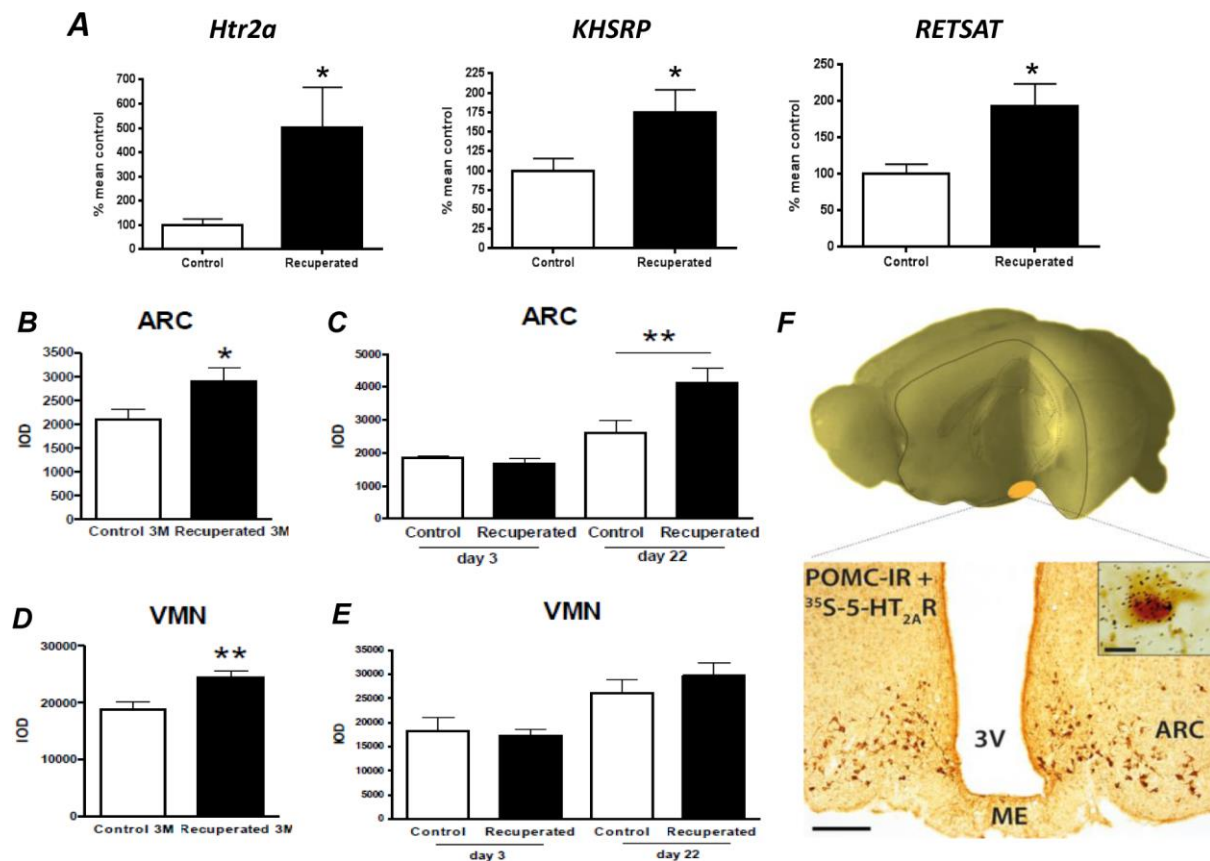 A
Htr2a
KHSRP
RETSAT
% mean control
700
600
500
400
300
200
100
0
*
Control
Recuperated
% mean control
225
200
175
150
125
100
75
50
25
0
*
Control
Recuperated
% mean control
250
200
150
100
50
0
*
Control
Recuperated
B
ARC
IOD
3500
3000
2500
2000
1500
1000
500
0
*
Control 3M
Recuperated 3M
C
ARC
IOD
5000
4000
3000
2000
1000
0
**
Control
Recuperated
Control
Recuperated
day 3
day 22
D
VMN
IOD
30000
20000
10000
0
**
Control 3M
Recuperated 3M
E
VMN
IOD
40000
35000
30000
25000
20000
15000
10000
5000
0
Control
Recuperated
Control
Recuperated
day 3
day 22
F
POMC-IR +
³⁵S-5-HT₂ₐR
3V
ARC
ME